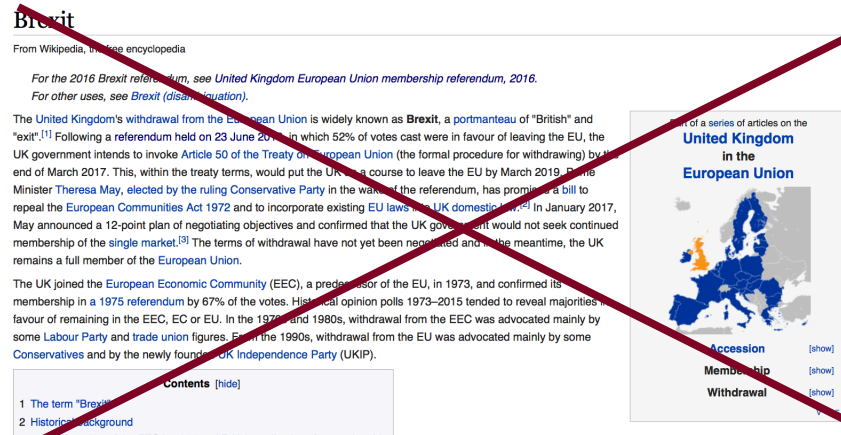 Brexit
From Wikipedia, the free encyclopedia
For the 2016 Brexit referendum, see United Kingdom European Union membership referendum, 2016.
For other uses, see Brexit (disambiguation).
The United Kingdom's withdrawal from the European Union is widely known as Brexit, a portmanteau of "British" and
"exit".[1] Following a referendum held on 23 June 2016, in which 52% of votes cast were in favour of leaving the EU, the
UK government intends to invoke Article 50 of the Treaty on European Union (the formal procedure for withdrawing) by the
end of March 2017. This, within the treaty terms, would put the UK on a course to leave the EU by March 2019. Prime
Minister Theresa May, elected by the ruling Conservative Party in the wake of the referendum, has promised a bill to
repeal the European Communities Act 1972 and to incorporate existing EU laws into UK domestic law.[2] In January 2017,
May announced a 12-point plan of negotiating objectives and confirmed that the UK government would not seek continued
membership of the single market.[3] The terms of withdrawal have not yet been negotiated and in the meantime, the UK
remains a full member of the European Union.
The UK joined the European Economic Community (EEC), a predecessor of the EU, in 1973, and confirmed its
membership in a 1975 referendum by 67% of the votes. Historical opinion polls 1973–2015 tended to reveal majorities in
favour of remaining in the EEC, EC or EU. In the 1970s and 1980s, withdrawal from the EEC was advocated mainly by
some Labour Party and trade union figures. From the 1990s, withdrawal from the EU was advocated mainly by some
Conservatives and by the newly founded UK Independence Party (UKIP).
Contents [hide]
1 The term "Brexit"
2 Historical background
Part of a series of articles on the
United Kingdom
in the
European Union
Accession [show]
Membership [show]
Withdrawal [show]